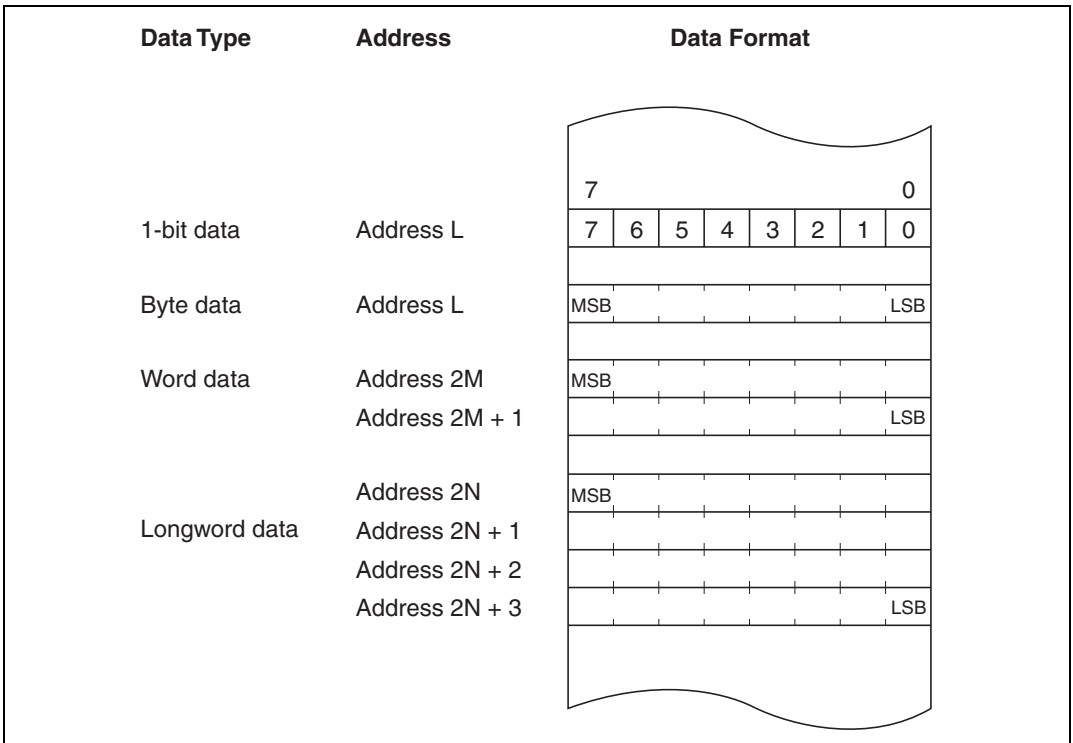 Data Type Address Data Format
7 0
1-bit data Address L 7 6 5 4 3 2 1 0
Byte data Address L MSB LSB
Word data Address 2M MSB
Address 2M + 1 LSB
Address 2N MSB
Longword data Address 2N + 1
Address 2N + 2
Address 2N + 3 LSB